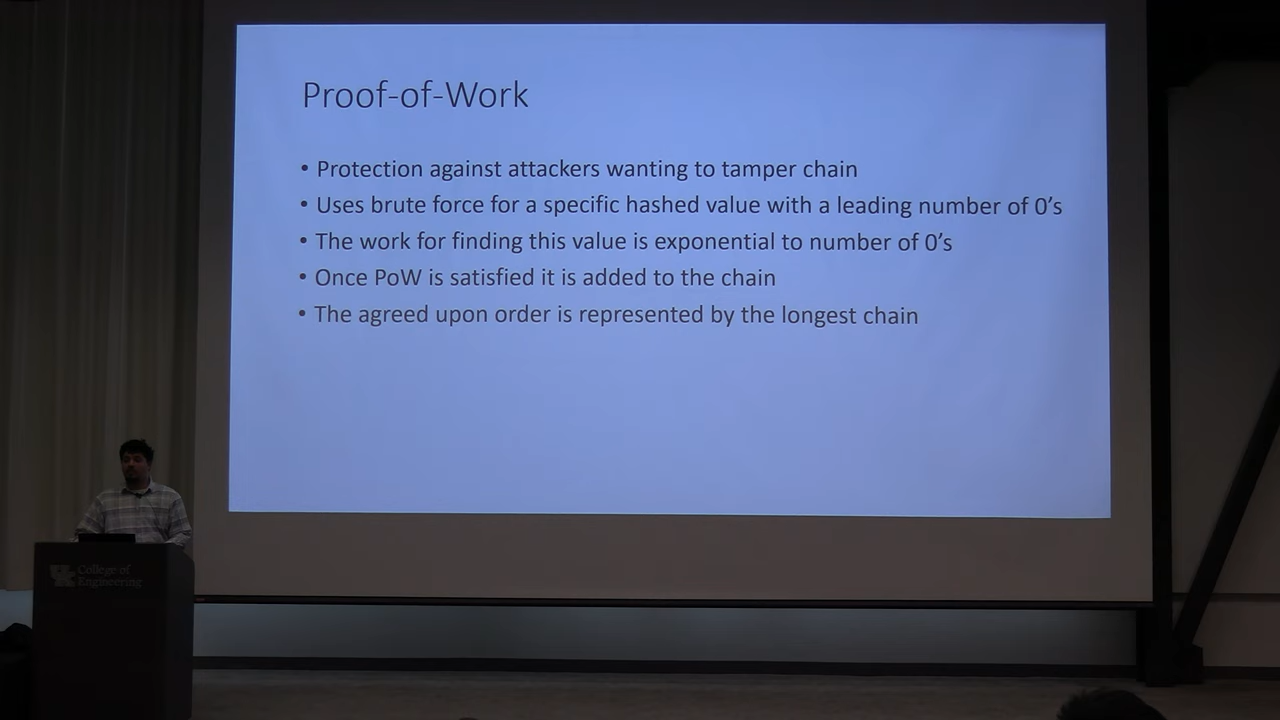 Proof-of-Work
• Protection against attackers wanting to tamper chain
• Uses brute force for a specific hashed value with a leading number of 0’s
• The work for finding this value is exponential to number of 0’s
• Once PoW is satisfied it is added to the chain
• The agreed upon order is represented by the longest chain
College of
Engineering